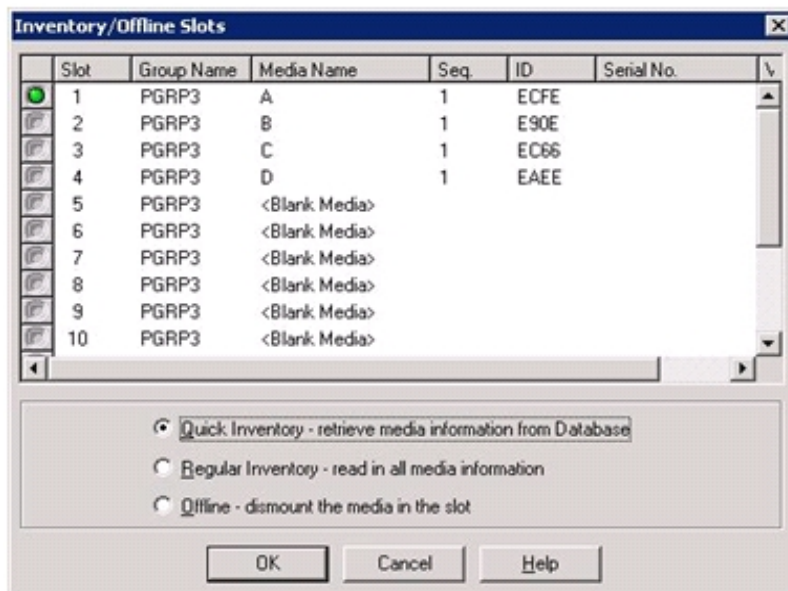 Inventory/Offline Slots
Slot Group Name Media Name Seq. ID Serial No.
1 PGRP3 A 1 ECFE
2 PGRP3 B 1 E90E
3 PGRP3 C 1 EC66
4 PGRP3 D 1 EAEE
5 PGRP3 <Blank Media>
6 PGRP3 <Blank Media>
7 PGRP3 <Blank Media>
8 PGRP3 <Blank Media>
9 PGRP3 <Blank Media>
10 PGRP3 <Blank Media>
Quick Inventory - retrieve media information from Database
Regular Inventory - read in all media information
Offline - dismount the media in the slot
OK Cancel Help